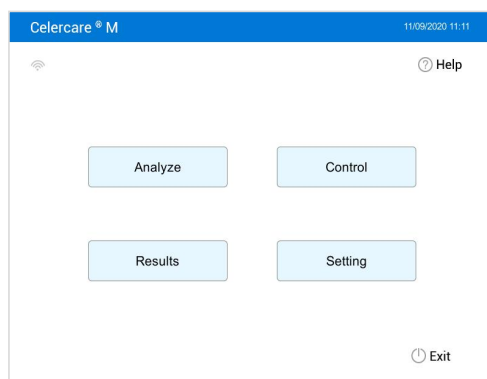 Celercare ® M 11/09/2020 11:11
Help
Analyze Control
Results Setting
Exit